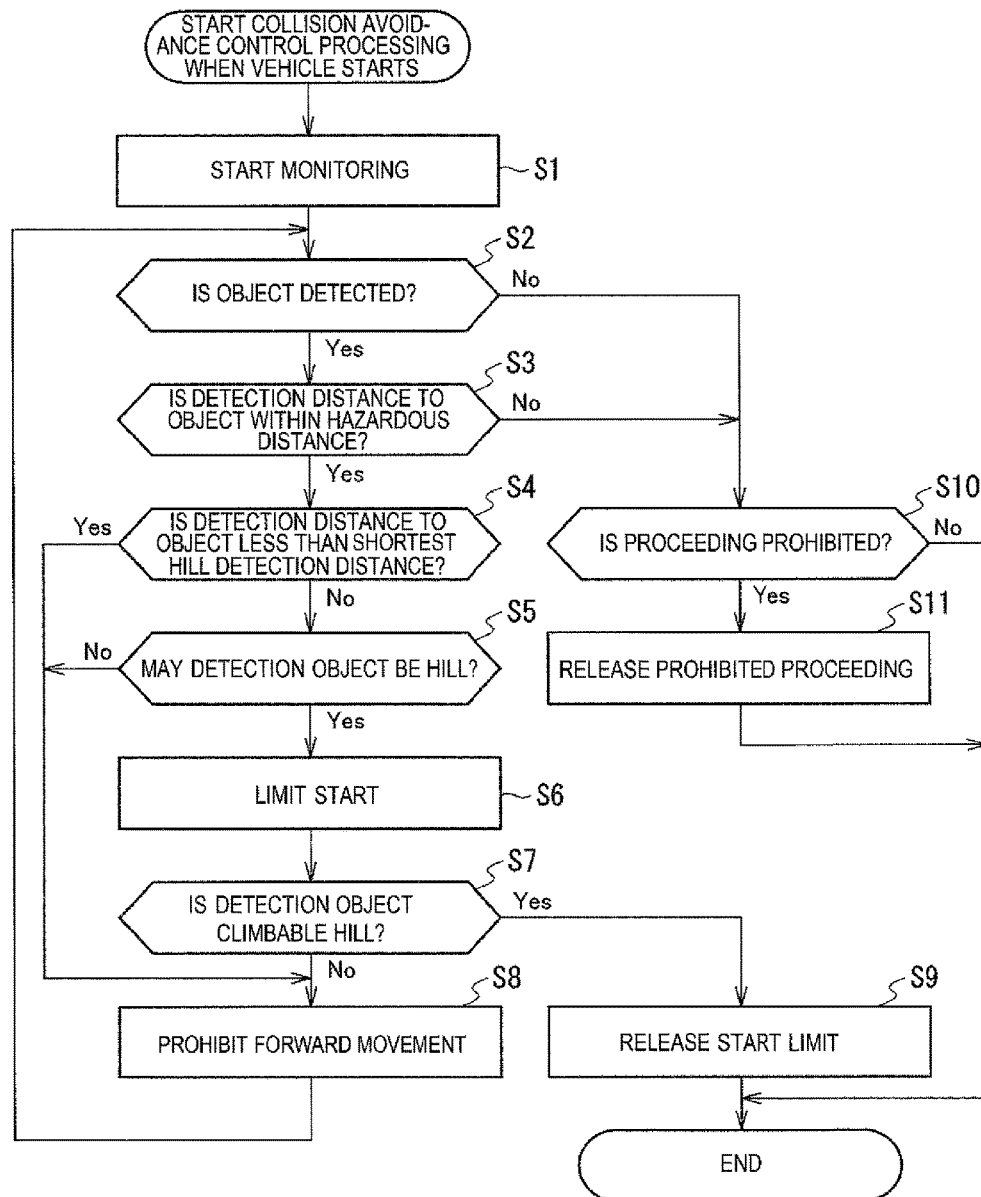 START COLLISION AVOID-
ANCE CONTROL PROCESSING
WHEN VEHICLE STARTS
START MONITORING
S1
S2
IS OBJECT DETECTED?
No
Yes
S3
IS DETECTION DISTANCE TO
OBJECT WITHIN HAZARDOUS
DISTANCE?
No
Yes
S4
Yes
IS DETECTION DISTANCE TO
OBJECT LESS THAN SHORTEST
HILL DETECTION DISTANCE?
No
S10
IS PROCEEDING PROHIBITED?
No
Yes
S5
No
MAY DETECTION OBJECT BE HILL?
Yes
S11
RELEASE PROHIBITED PROCEEDING
LIMIT START
S6
S7
IS DETECTION OBJECT
CLIMBABLE HILL?
Yes
No
S8
PROHIBIT FORWARD MOVEMENT
S9
RELEASE START LIMIT
END